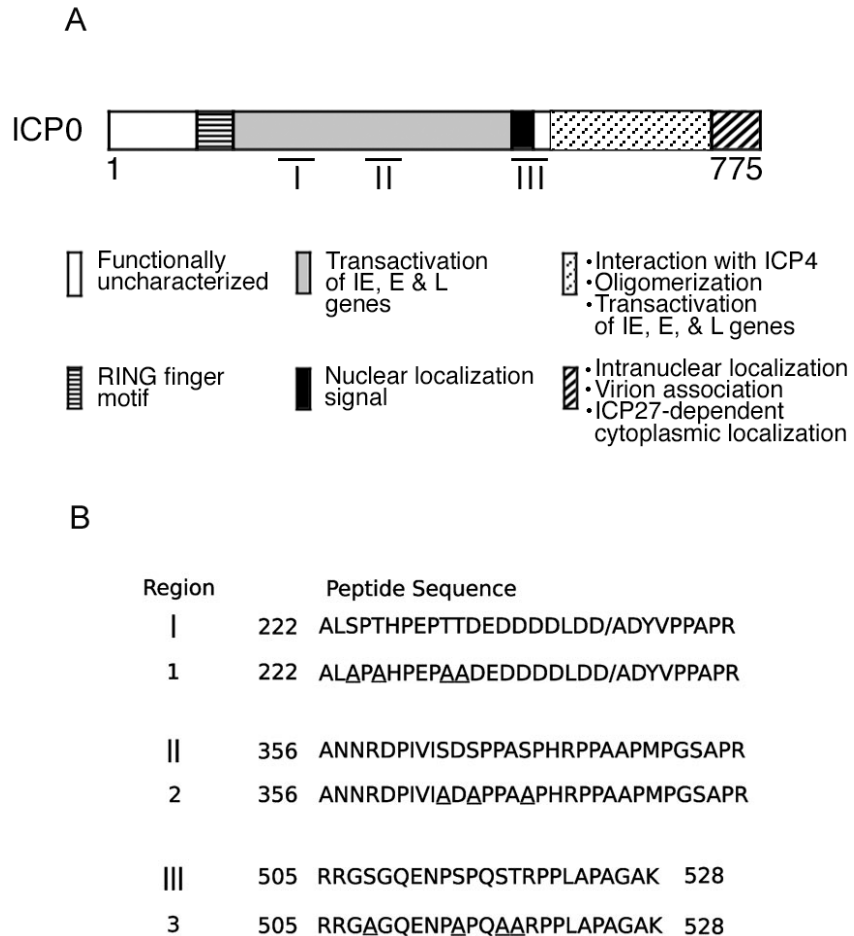 A
ICP0
1
775
I
II
III
Functionally
uncharacterized
Transactivation
of IE, E & L
genes
•Interaction with ICP4
•Oligomerization
•Transactivation
of IE, E, & L genes
RING finger
motif
Nuclear localization
signal
•Intranuclear localization
•Virion association
•ICP27-dependent
cytoplasmic localization
B
Region Peptide Sequence
I 222 ALSPTHPEPTTDEDDDDLDD/ADYVPPAPR
1 222 ALAPAHPEPAADEDDDDLDD/ADYVPPAPR
II 356 ANNRDPIVISDSPPASPHRPPAAPMPGSAPR
2 356 ANNRDPIVIADAPPAAPHRPPAAPMPGSAPR
III 505 RRGSGQENPSPQSTRPPLAPAGAK 528
3 505 RRGAGQENPAPQAARPPLAPAGAK 528